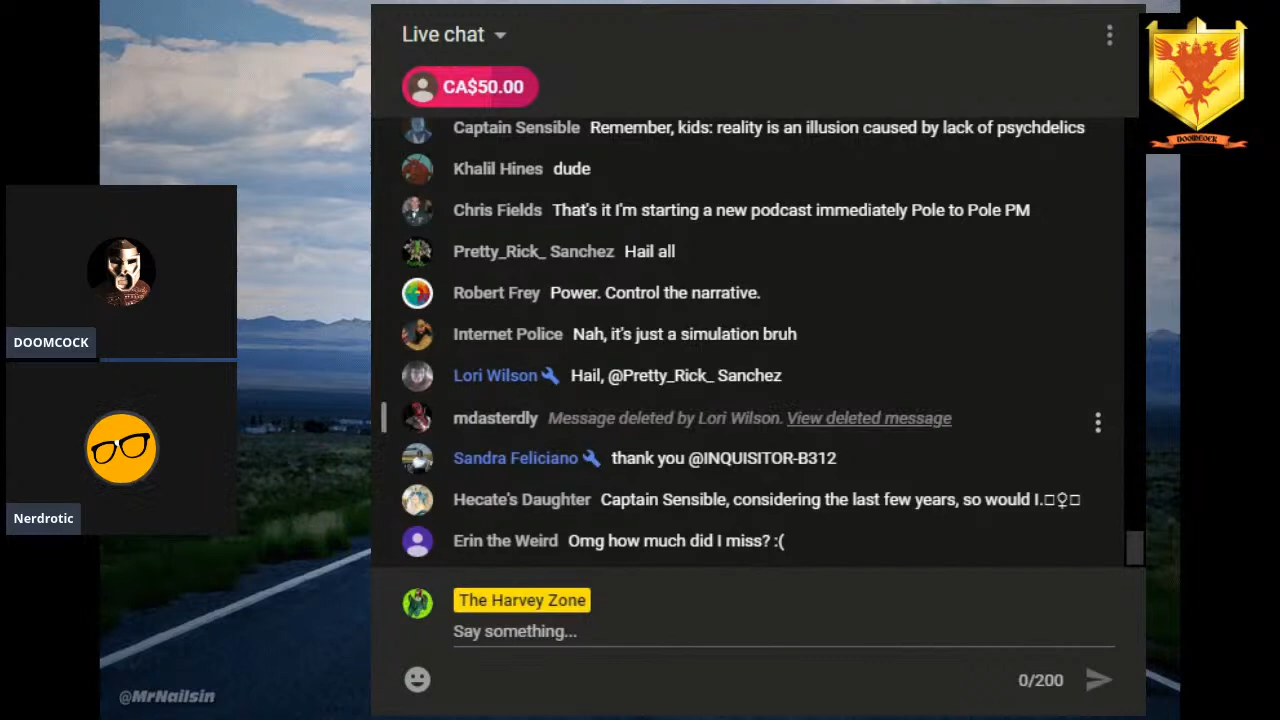 Live chat
CA$50.00
Captain Sensible Remember, kids: reality is an illusion caused by lack of psychdelics
Khalil Hines dude
Chris Fields That's it I'm starting a new podcast immediately Pole to Pole PM
Pretty_Rick_ Sanchez Hail all
Robert Frey Power. Control the narrative.
Internet Police Nah, it's just a simulation bruh
Lori Wilson Hail, @Pretty_Rick_ Sanchez
mdasterdly Message deleted by Lori Wilson. View deleted message
Sandra Feliciano thank you @INQUISITOR-B312
Hecate's Daughter Captain Sensible, considering the last few years, so would I.□♀□
Erin the Weird Omg how much did I miss? :(
The Harvey Zone
Say something...
0/200
DOOMCOCK
Nerdrotic
@MrNailsin
DOOMCOCK